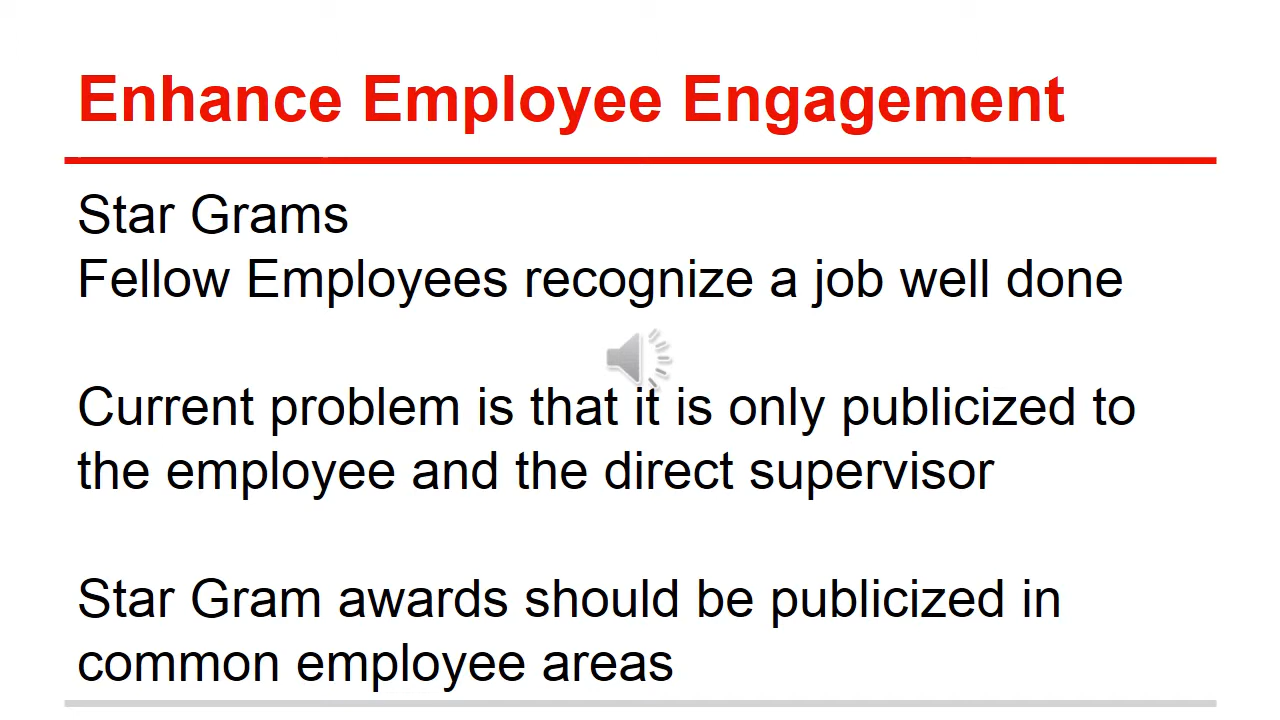 Enhance Employee Engagement
Star Grams
Fellow Employees recognize a job well done
Current problem is that it is only publicized to
the employee and the direct supervisor
Star Gram awards should be publicized in
common employee areas